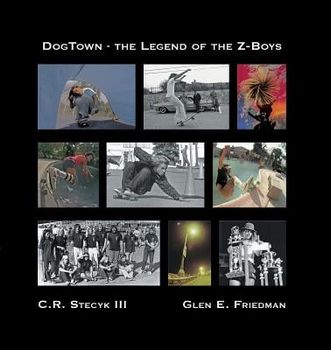 DogTown - the Legend of the Z-Boys
C.R. Stecyk III
Glen E. Friedman